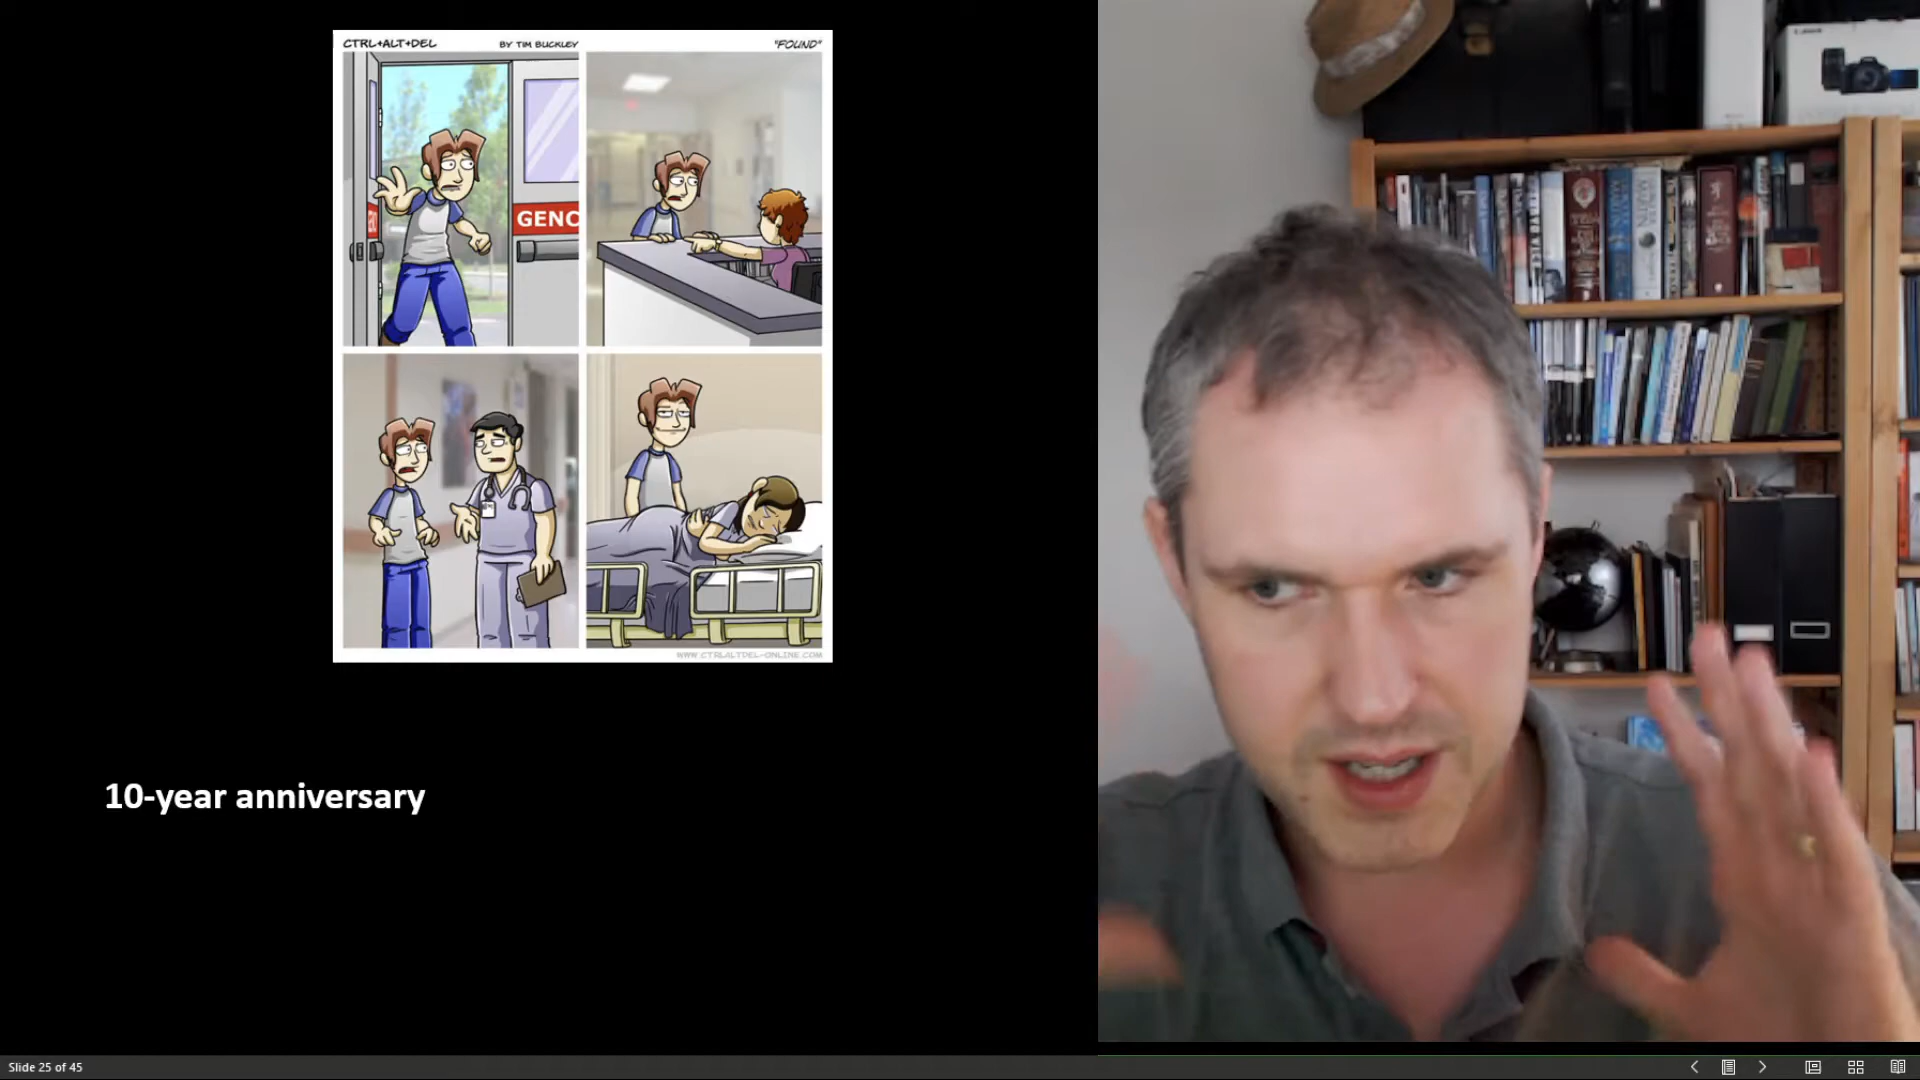 CTRL+ALT+DEL BY TIM BUCKLEY "FOUND"
GENC
WWW.CTRLALTDEL-ONLINE.COM
10-year anniversary
Slide 25 of 45